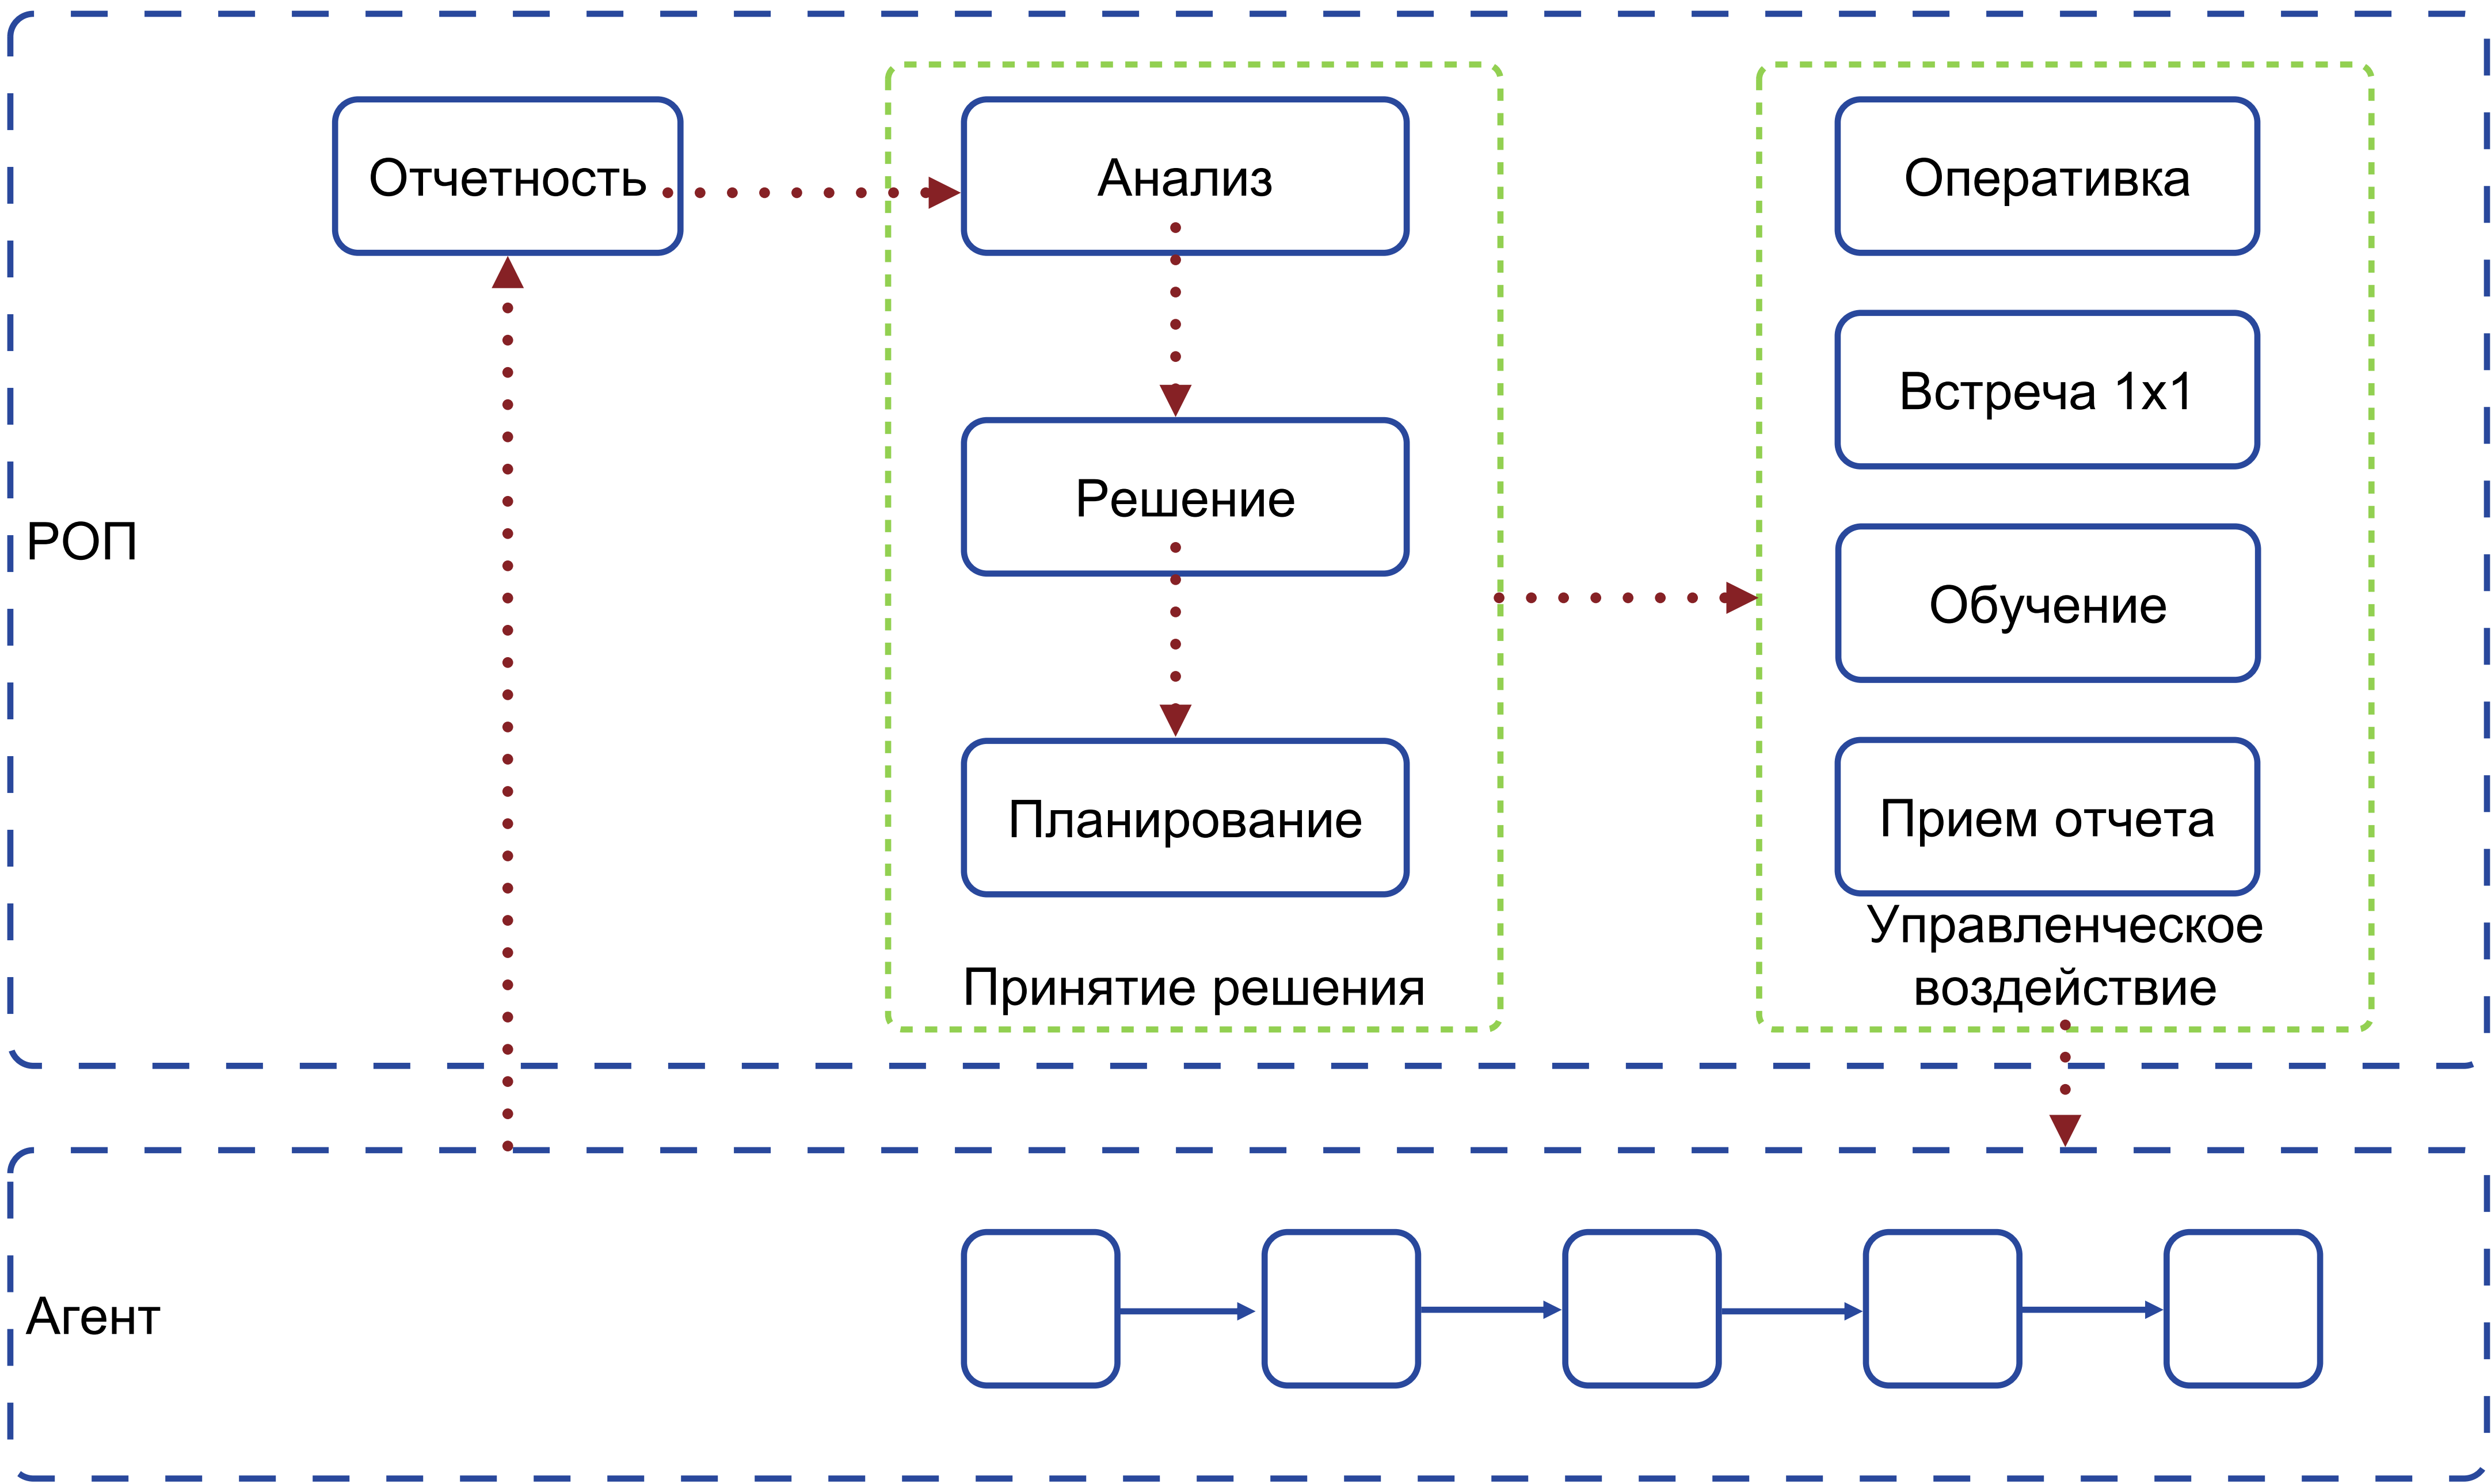 РОП
Отчетность
Анализ
Решение
Планирование
Принятие решения
Оперативка
Встреча 1х1
Обучение
Прием отчета
Управленческое
воздействие
Агент